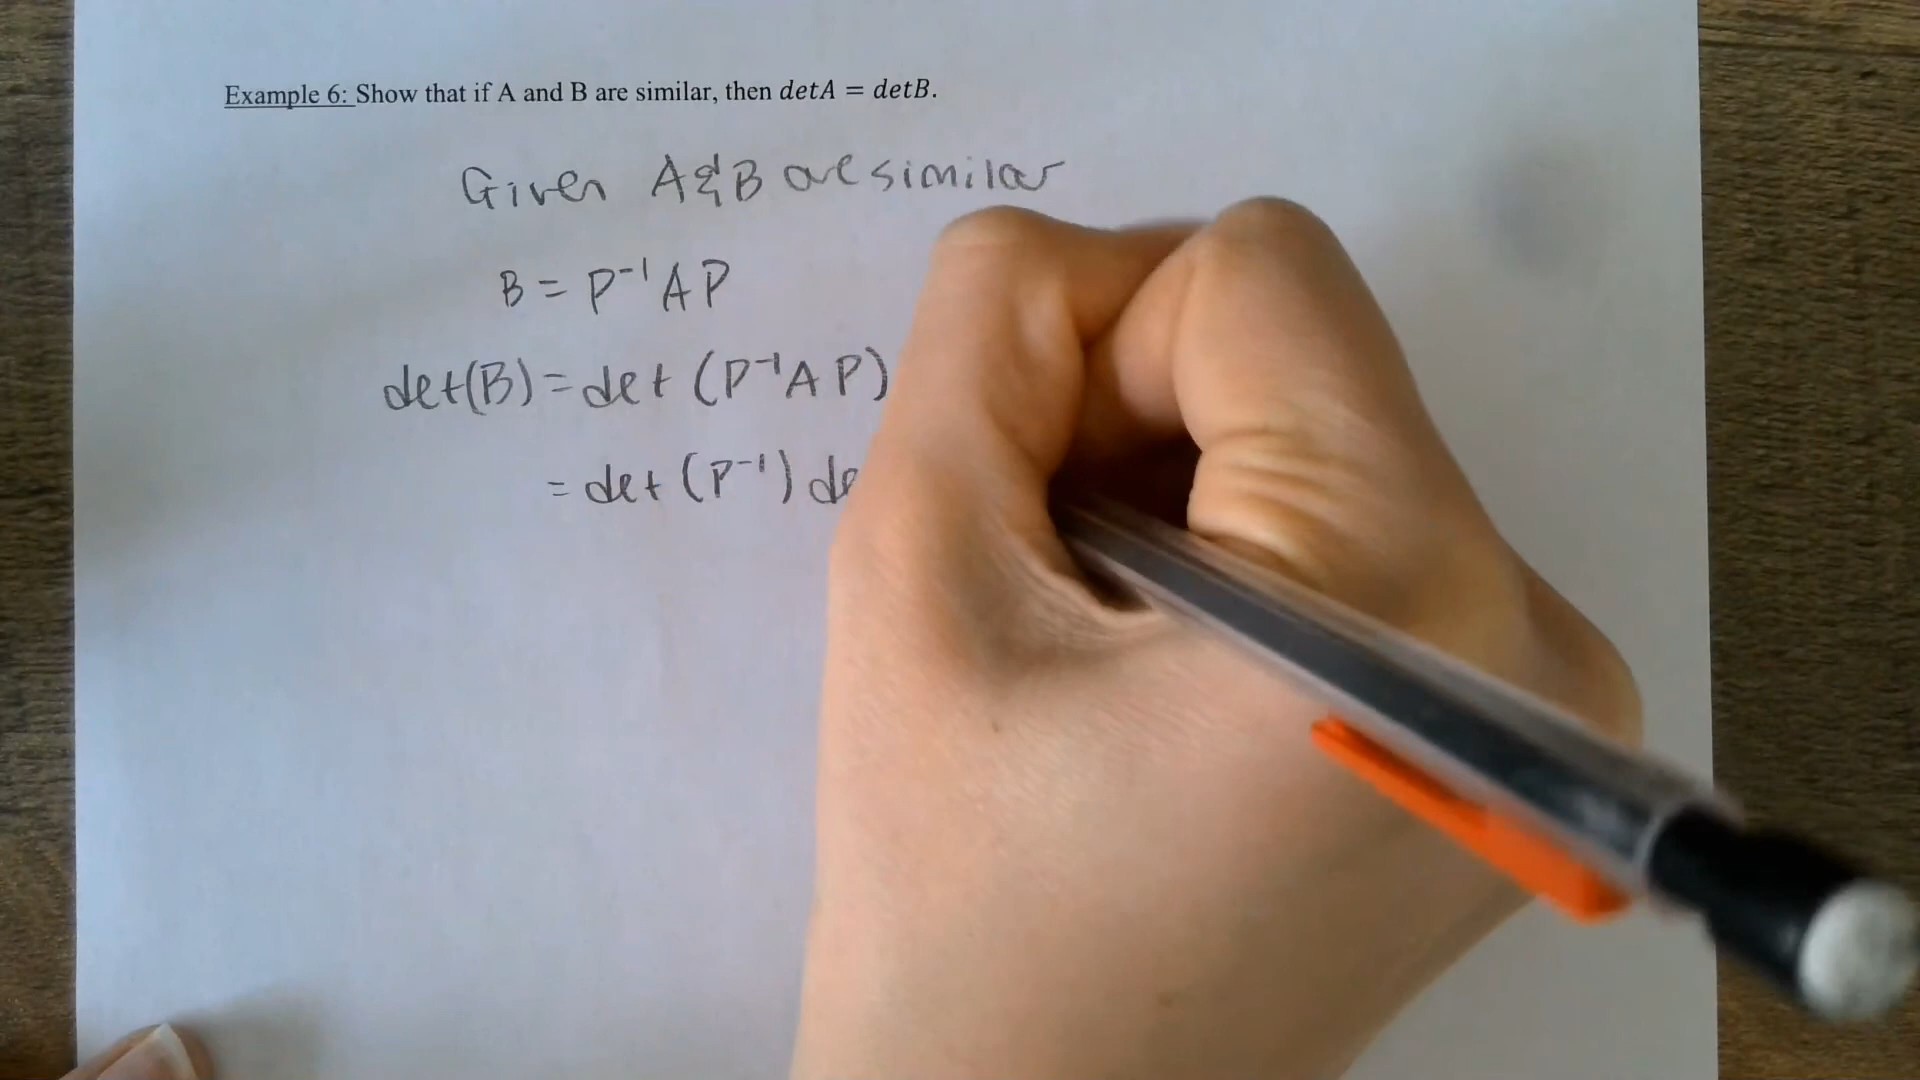 Example 6: Show that if A and B are similar, then detA = detB.
Given A & B are similar
B = P⁻¹AP
det(B) = det (P⁻¹AP)
= det (P⁻¹) de